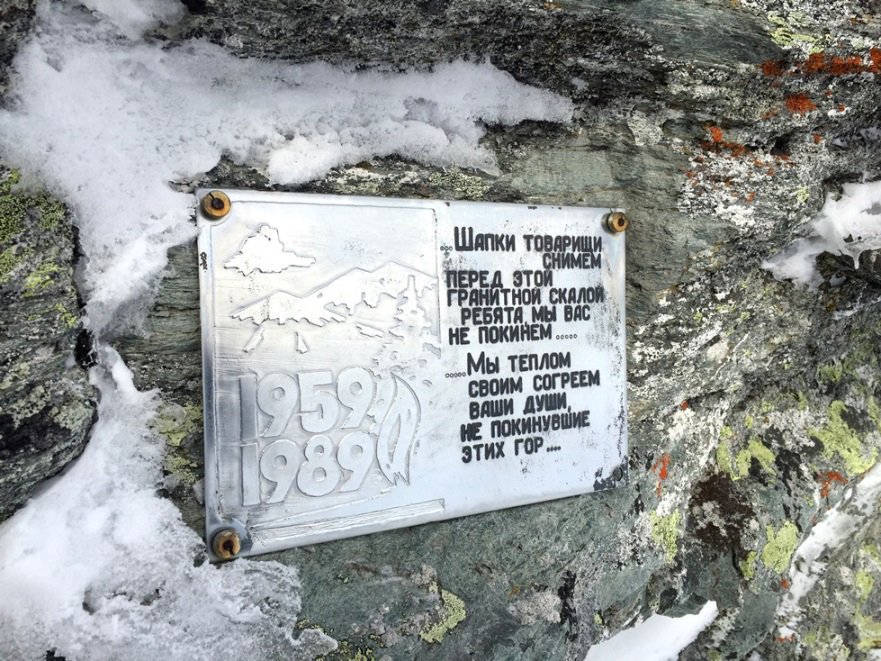 ...Шапки товарищи
снимем
перед этой
гранитной скалой
ребята, мы вас
не покинем .....
.....Мы теплом
своим согреем
ваши души,
не покинувшие
этих гор ....
1959
1989